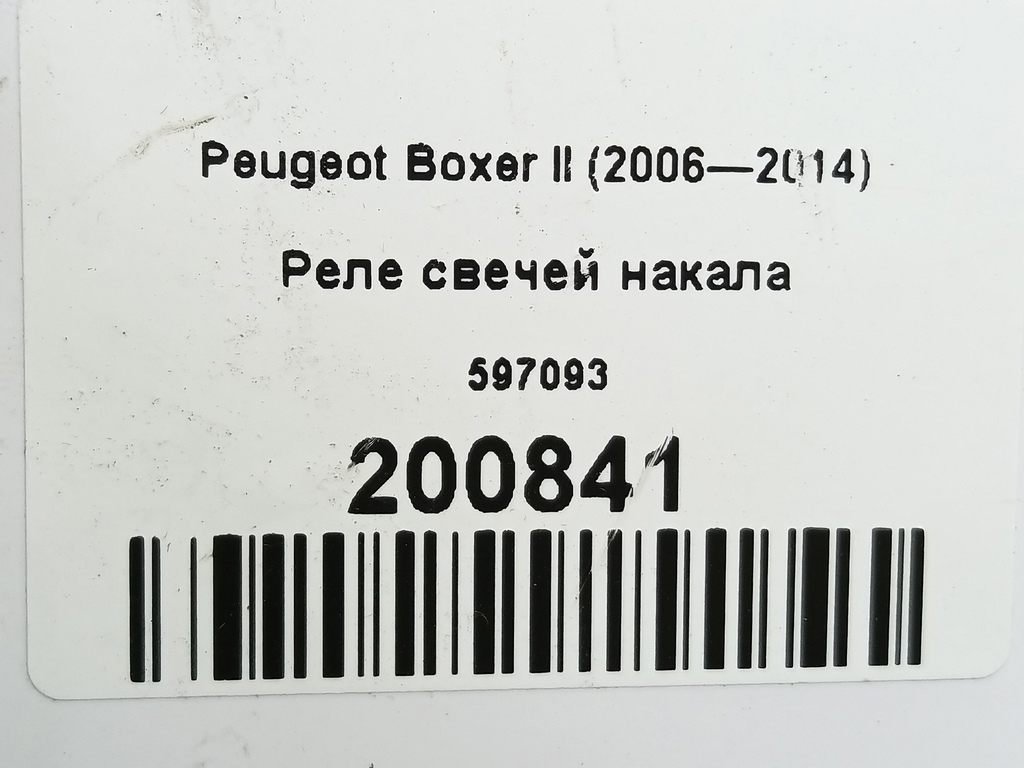 Peugeot Boxer II (2006—2014)
Реле свечей накала
597093
200841